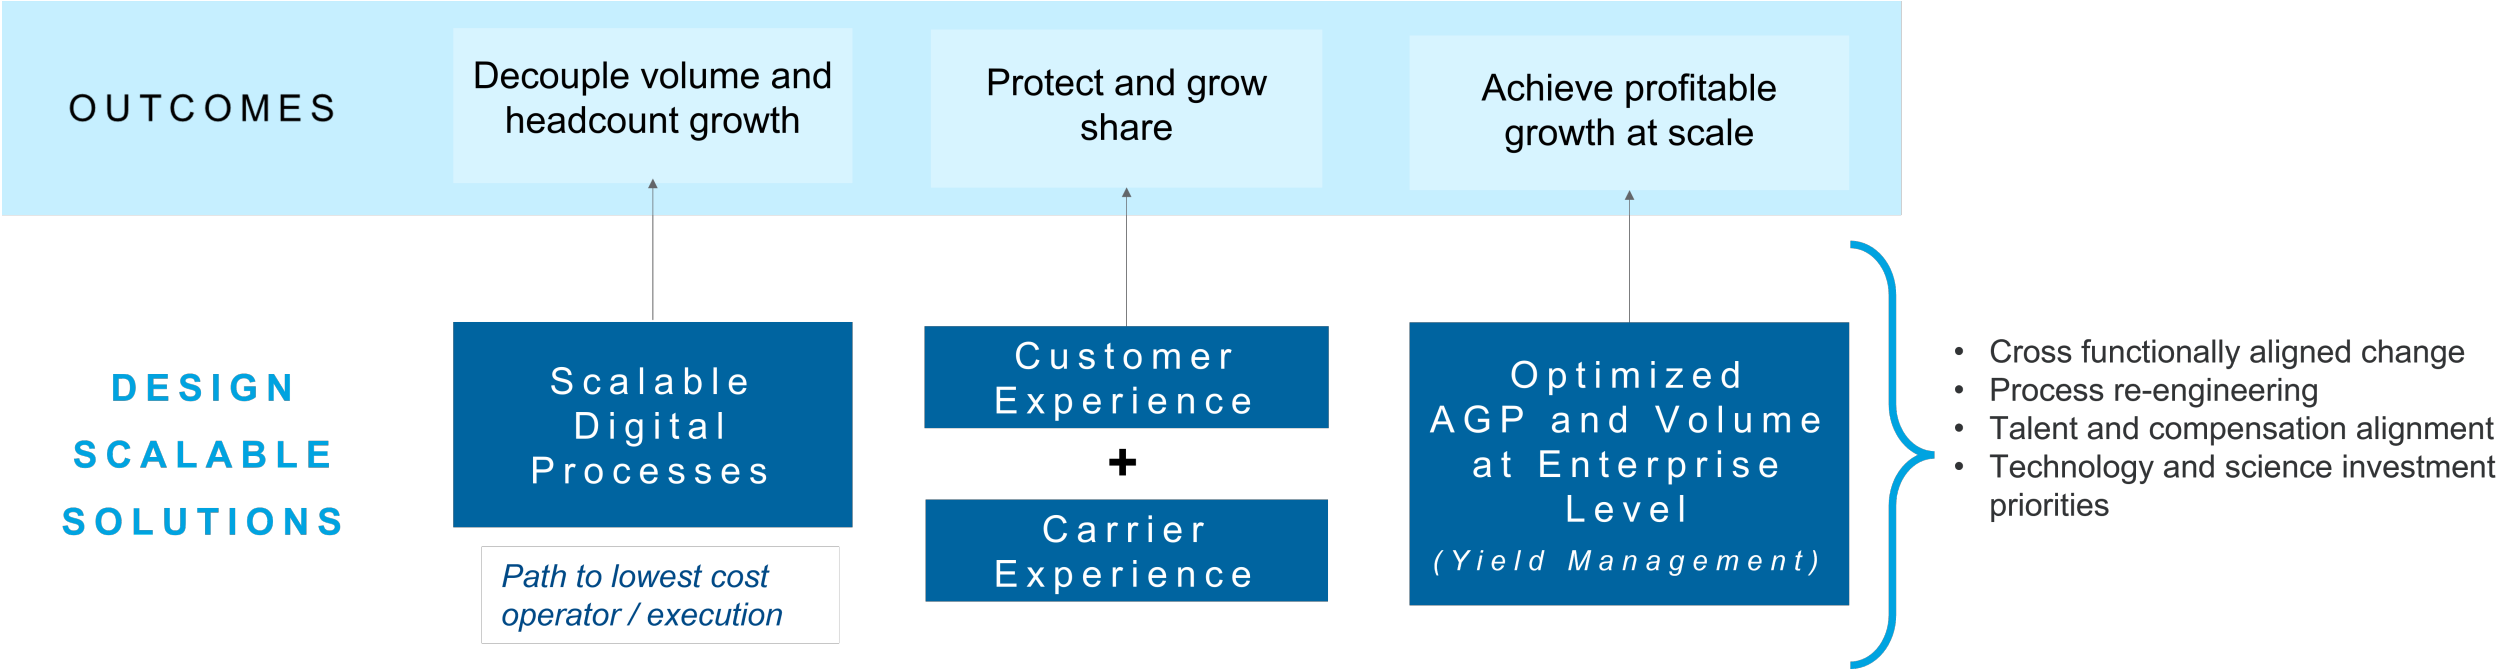 OUTCOMES
Decouple volume and
headcount growth
Protect and grow
share
Achieve profitable
growth at scale
DESIGN
SCALABLE
SOLUTIONS
Scalable
Digital
Processes
Path to lowest cost
operator / execution
Customer
Experience
+
Carrier
Experience
Optimized
AGP and Volume
at Enterprise
Level
(Yield Management)
• Cross functionally aligned change
• Process re-engineering
• Talent and compensation alignment
• Technology and science investment
priorities